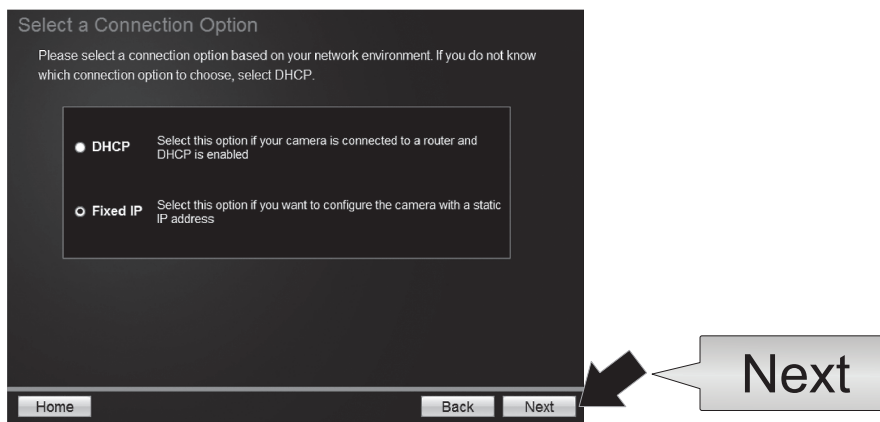 Select a Connection Option
Please select a connection option based on your network environment. If you do not know
which connection option to choose, select DHCP.
DHCP
Select this option if your camera is connected to a router and
DHCP is enabled
Fixed IP
Select this option if you want to configure the camera with a static
IP address
Home
Back
Next
Next